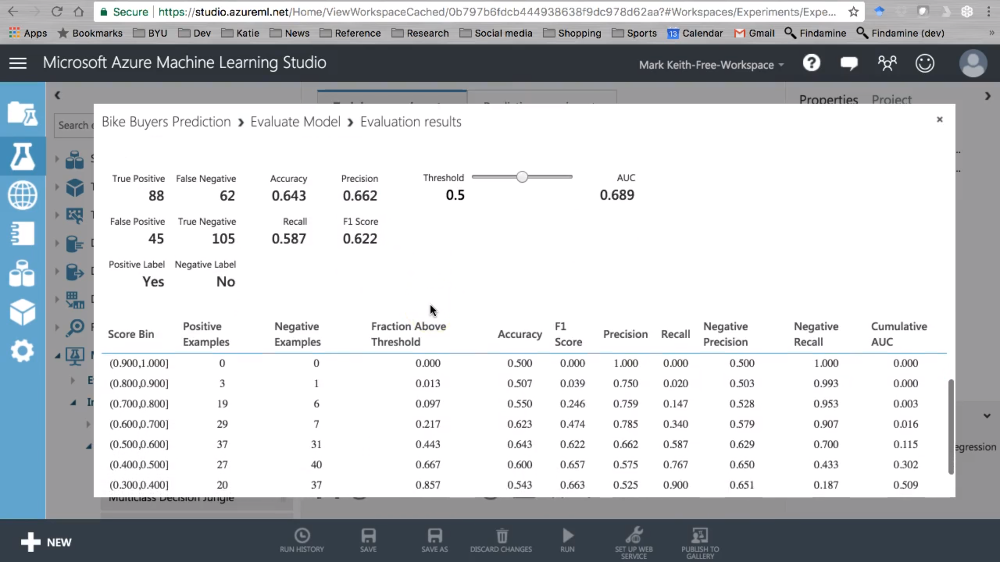 Secure https://studio.azureml.net/Home/ViewWorkspaceCached/0b797b6fdcb444938638f9dc978d62aa?#Workspaces/Experiments/Expe...
Apps Bookmarks BYU Dev Katie News Reference Research Social media Shopping Sports 13 Calendar Gmail Findamine Findamine (dev) »
Microsoft Azure Machine Learning Studio Mark Keith-Free-Workspace ?
Properties Project
Search
Bike Buyers Prediction › Evaluate Model › Evaluation results ×
True Positive False Negative Accuracy Precision Threshold AUC
88 62 0.643 0.662 0.5 0.689
False Positive True Negative Recall F1 Score
45 105 0.587 0.622
Positive Label Negative Label
Yes No
Score Bin Positive Examples Negative Examples Fraction Above Threshold Accuracy F1 Score Precision Recall Negative Precision Negative Recall Cumulative AUC
(0.900,1.000] 0 0 0.000 0.500 0.000 1.000 0.000 0.500 1.000 0.000
(0.800,0.900] 3 1 0.013 0.507 0.039 0.750 0.020 0.503 0.993 0.000
(0.700,0.800] 19 6 0.097 0.550 0.246 0.759 0.147 0.528 0.953 0.003
(0.600,0.700] 29 7 0.217 0.623 0.474 0.785 0.340 0.579 0.907 0.016
(0.500,0.600] 37 31 0.443 0.643 0.622 0.662 0.587 0.629 0.700 0.115
(0.400,0.500] 27 40 0.667 0.600 0.657 0.575 0.767 0.650 0.433 0.302
(0.300,0.400] 20 37 0.857 0.543 0.663 0.525 0.900 0.651 0.187 0.509
egression
Multiclass Decision Jungle
NEW RUN HISTORY SAVE SAVE AS DISCARD CHANGES RUN SET UP WEB SERVICE PUBLISH TO GALLERY